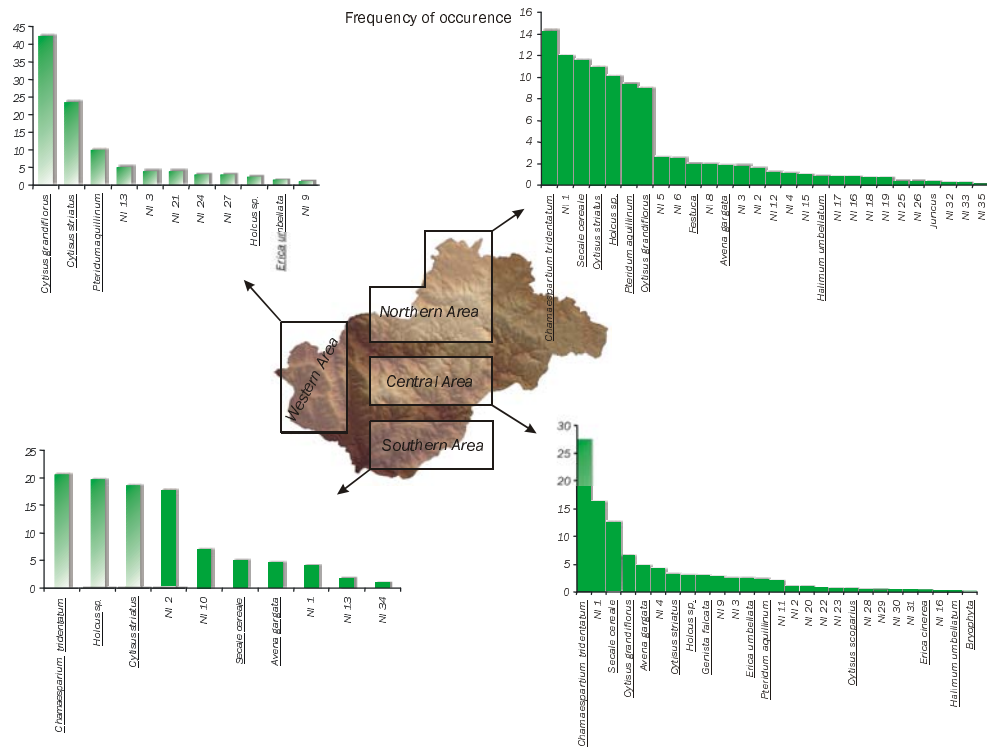 Frequency of occurence
45
40
35
30
25
20
15
10
5
0
Cytisus grandiflorus
Cytisus striatus
Pteridum aquilinum
NI 13
NI 3
NI 21
NI 24
NI 27
Holcus sp.
Erica umbellata
NI 9
16
14
12
10
8
6
4
2
0
Chamaespartium tridentatum
NI 1
Secale cereale
Cytisus striatus
Holcus sp.
Pteridum aquilinum
Cytisus grandiflorus
NI 5
NI 6
Festuca
NI 8
Avena gargata
NI 3
NI 2
NI 12
NI 4
NI 15
Halimum umbellatum
NI 17
NI 16
NI 18
NI 19
NI 25
NI 26
Juncus
NI 32
NI 33
NI 35
Northern Area
Western Area
Central Area
Southern Area
25
20
15
10
5
0
Chamaesparium tridentatum
Holcus sp.
Cytisus striatus
NI 2
NI 10
Secale cereale
Avena gargata
NI 1
NI 13
NI 34
30
25
20
15
10
5
0
Chamaespartium tridentatum
NI 1
Secale cereale
Cytisus grandiflorus
Avena gargata
NI 4
Cytisus striatus
Holcus sp.
Genista falcata
NI 9
NI 3
Erica umbellata
Pteridum aquilinum
NI 11
NI 2
NI 20
NI 22
NI 23
Cytisus scoparius
NI 28
NI29
NI 30
NI 31
Erica cinerea
NI 16
Halimum umbellatum
Bryophyta